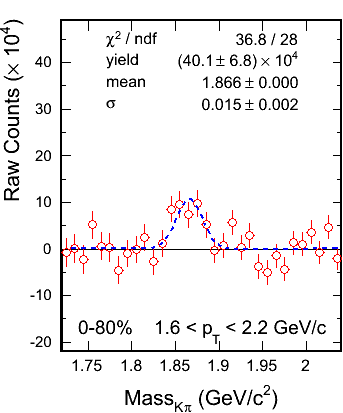 χ² / ndf 36.8 / 28
yield (40.1 ± 6.8) × 10⁴
mean 1.866 ± 0.000
σ 0.015 ± 0.002
Raw Counts (× 10⁴)
40
30
20
10
0
-10
-20
0-80% 1.6 < p_T < 2.2 GeV/c
1.75 1.8 1.85 1.9 1.95 2
Mass_Kπ (GeV/c²)